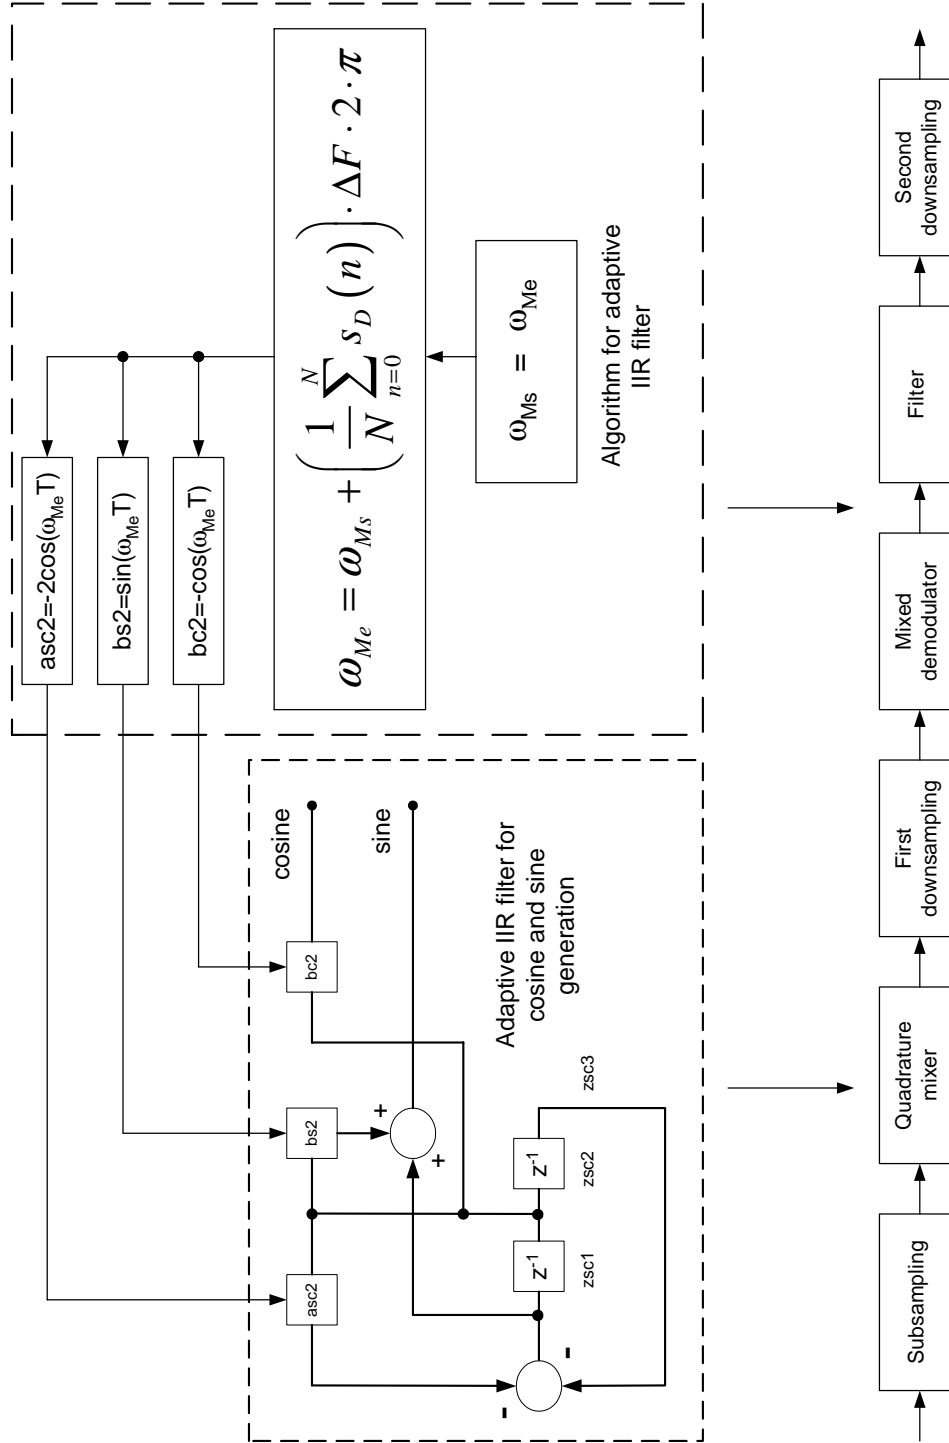 asc2=-2cos(ω_Me T)
bs2=sin(ω_Me T)
bc2=-cos(ω_Me T)
ω_Me = ω_Ms + (1/N ∑_{n=0}^{N} s_D(n)) · ΔF · 2 · π
ω_Ms = ω_Me
Algorithm for adaptive
IIR filter
asc2
bs2
bc2
cosine
sine
+
+
-
-
z⁻¹
z⁻¹
zsc1
zsc2
zsc3
Adaptive IIR filter for
cosine and sine
generation
Subsampling
Quadrature
mixer
First
downsampling
Mixed
demodulator
Filter
Second
downsampling